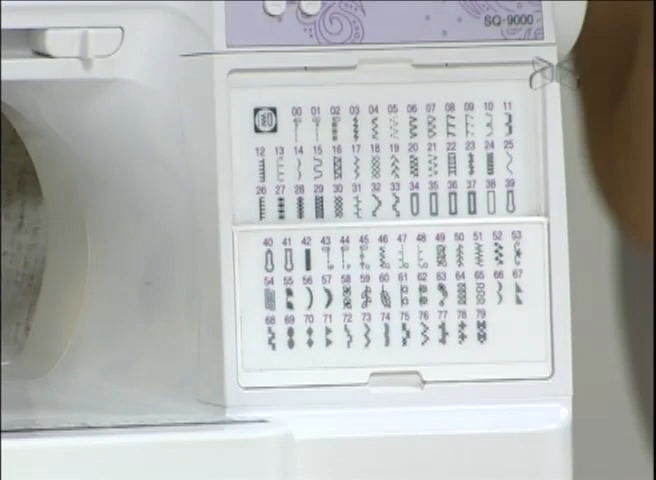 SQ-9000
00 01 02 03 04 05 06 07 08 09 10 11
12 13 14 15 16 17 18 19 20 21 22 23 24 25
26 27 28 29 30 31 32 33 34 35 36 37 38 39
40 41 42 43 44 45 46 47 48 49 50 51 52 53
54 55 56 57 58 59 60 61 62 63 64 65 66 67
68 69 70 71 72 73 74 75 76 77 78 79